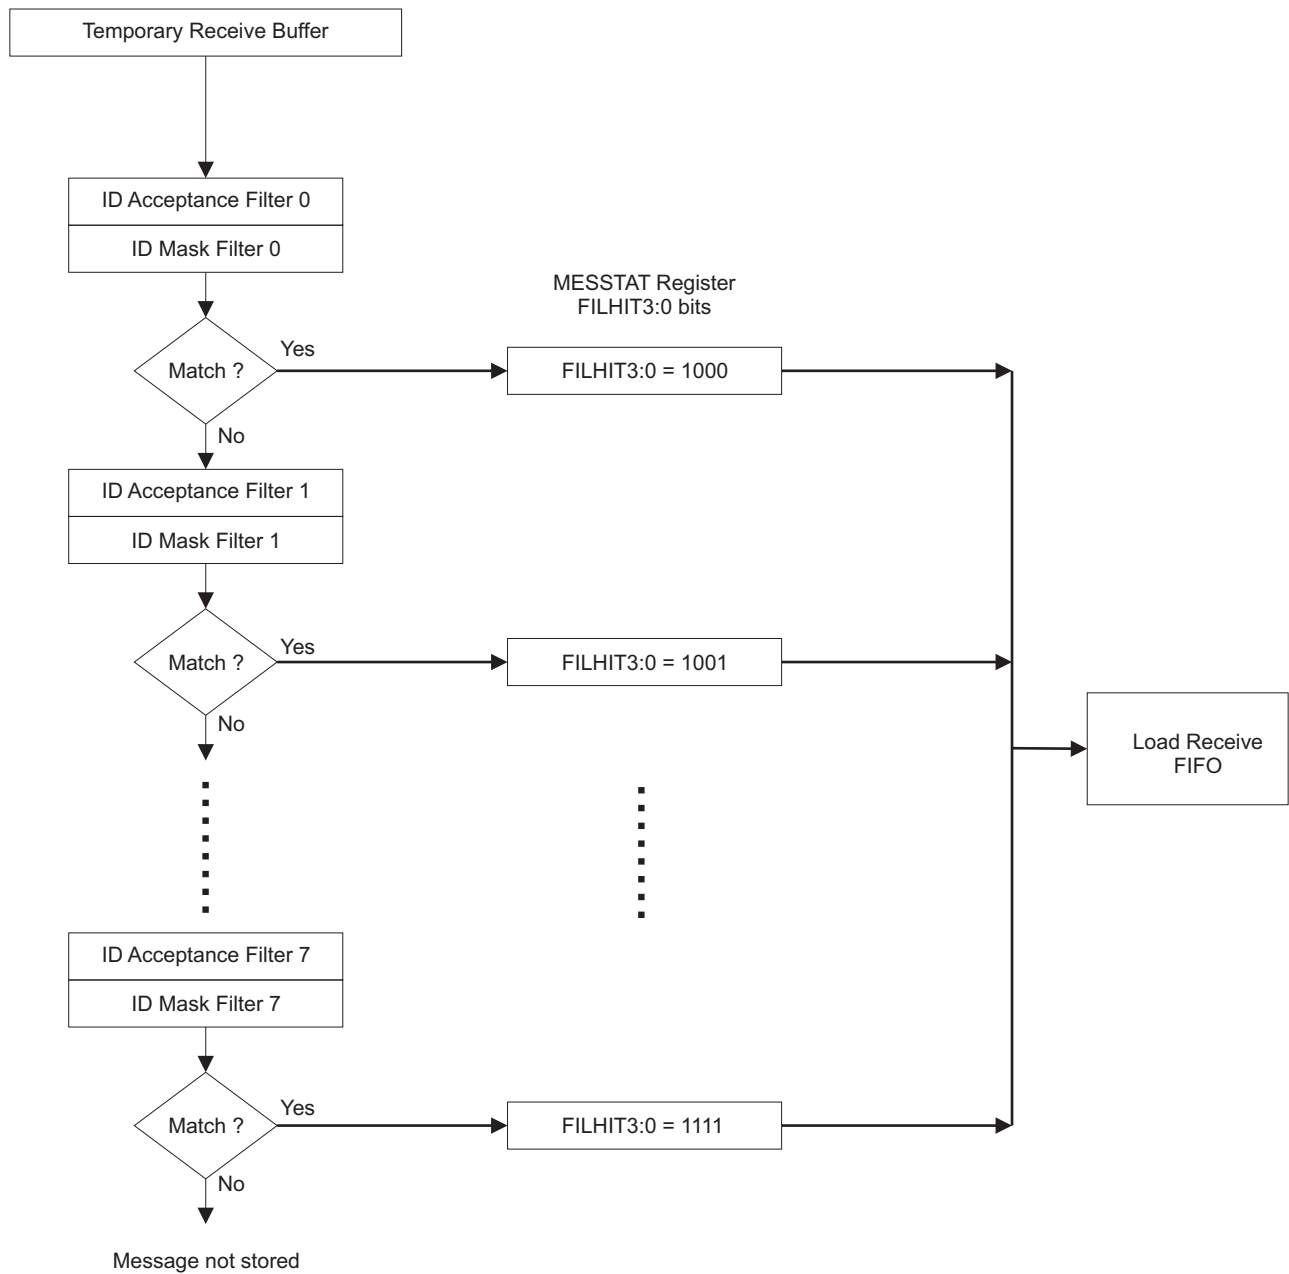 Temporary Receive Buffer
ID Acceptance Filter 0
ID Mask Filter 0
MESSTAT Register
FILHIT3:0 bits
Match ?
Yes
FILHIT3:0 = 1000
No
ID Acceptance Filter 1
ID Mask Filter 1
Match ?
Yes
FILHIT3:0 = 1001
No
Load Receive
FIFO
ID Acceptance Filter 7
ID Mask Filter 7
Match ?
Yes
FILHIT3:0 = 1111
No
Message not stored